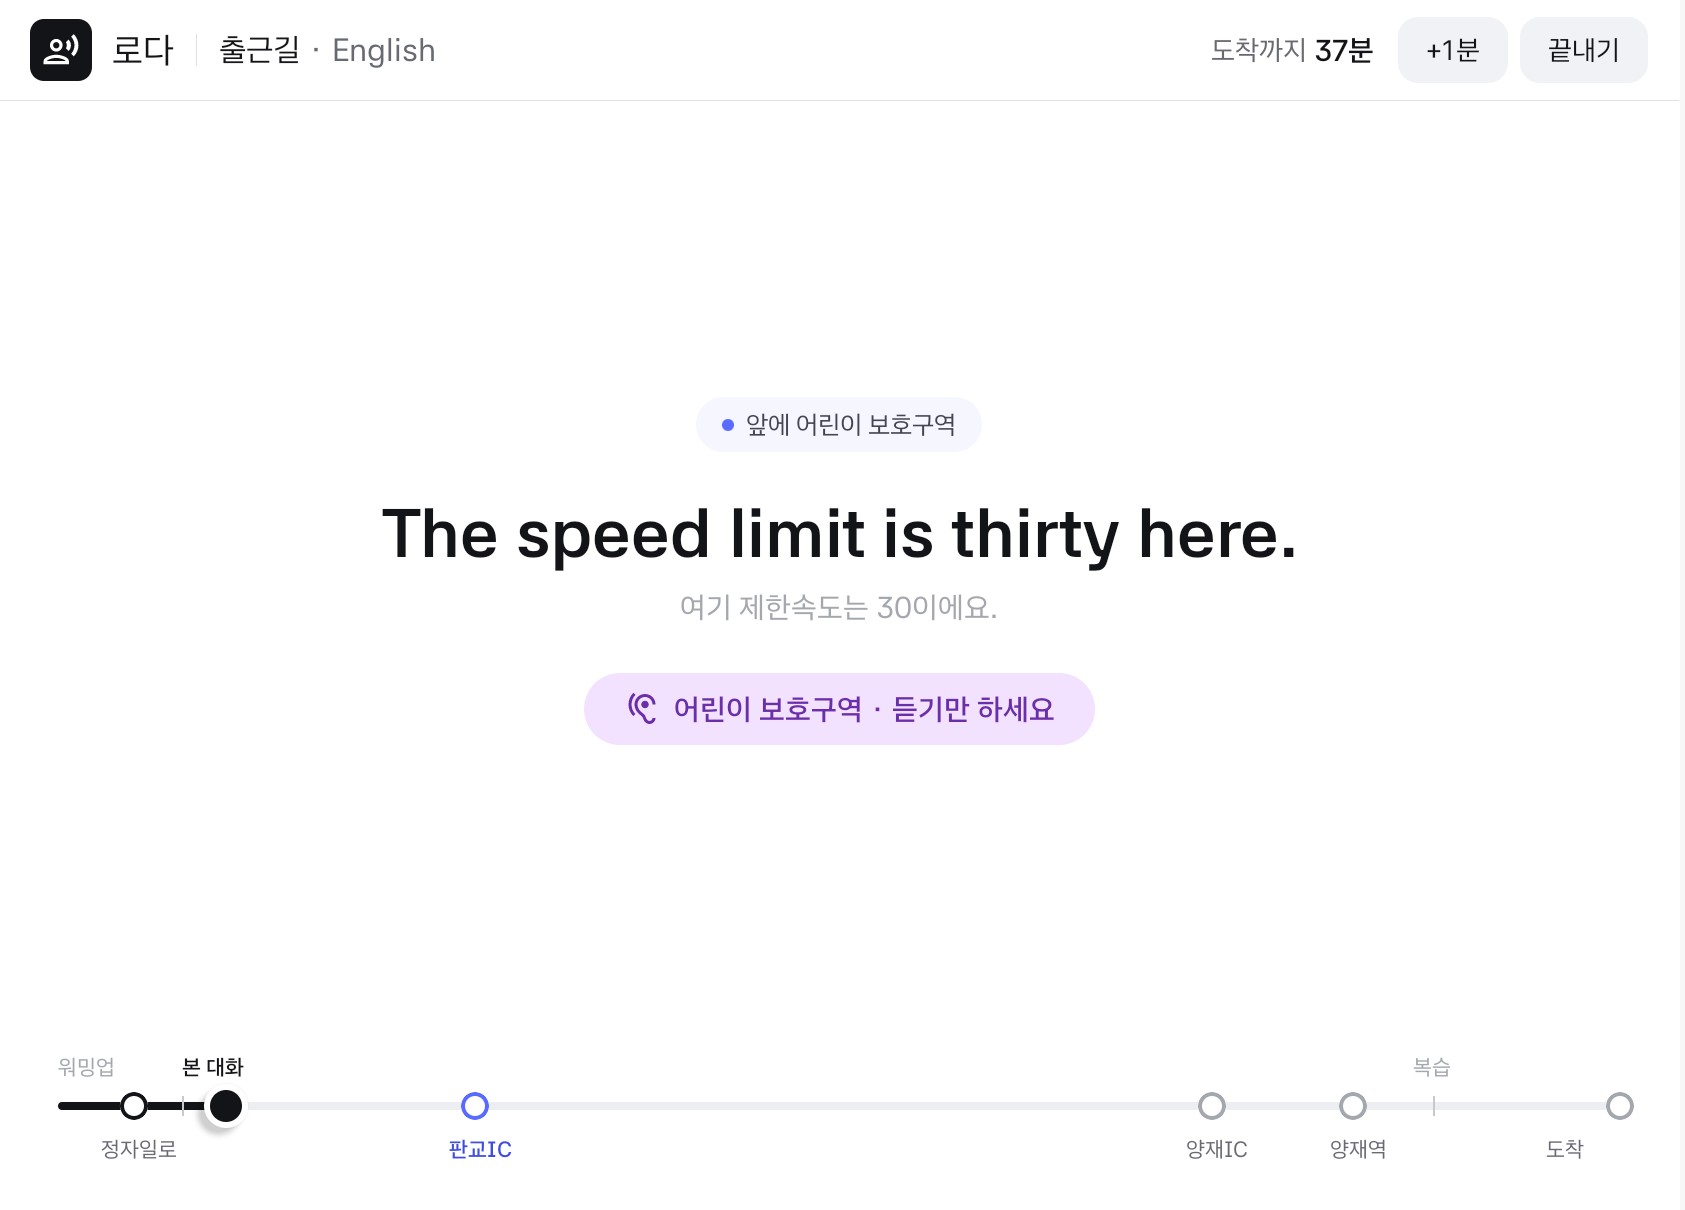 로다 출근길 · English 도착까지 37분 +1분 끝내기
앞에 어린이 보호구역
The speed limit is thirty here.
여기 제한속도는 30이에요.
어린이 보호구역 · 듣기만 하세요
워밍업 본 대화 복습
정자일로 판교IC 양재IC 양재역 도착